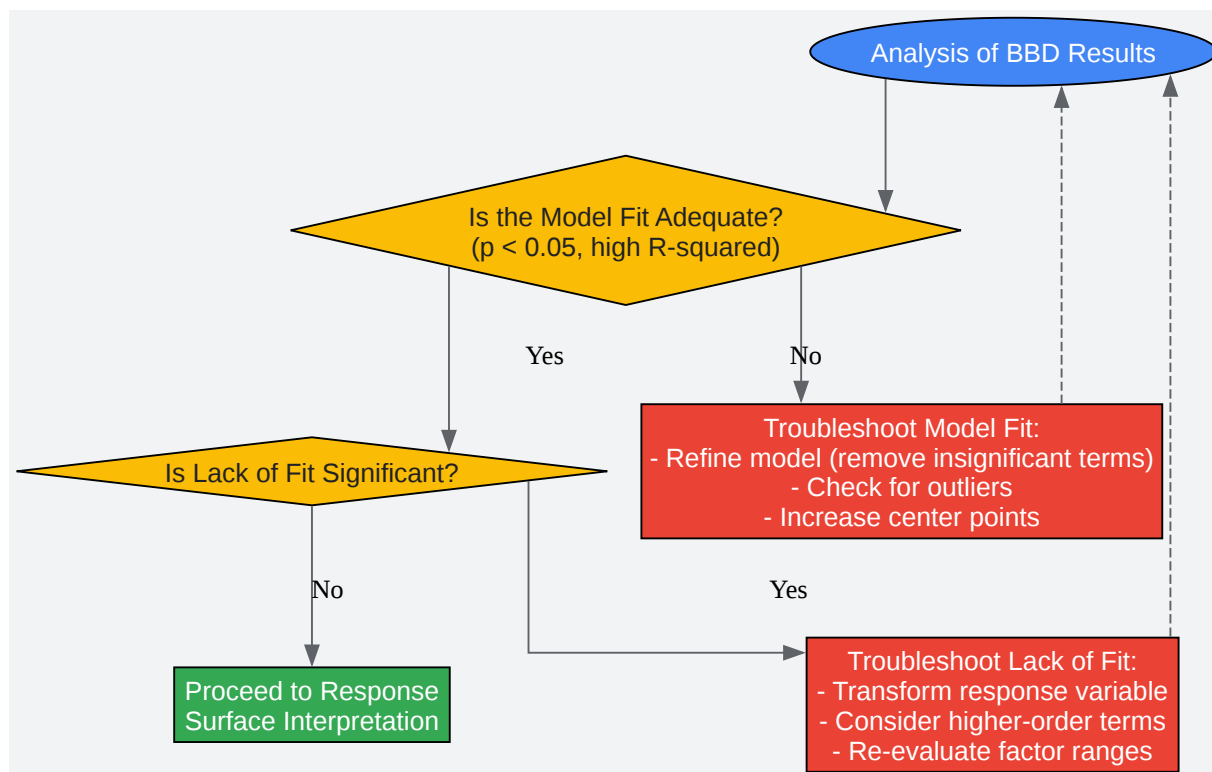 Analysis of BBD Results
Is the Model Fit Adequate?
(p < 0.05, high R-squared)
Yes
No
Troubleshoot Model Fit:
- Refine model (remove insignificant terms)
- Check for outliers
- Increase center points
Is Lack of Fit Significant?
No
Yes
Proceed to Response
Surface Interpretation
Troubleshoot Lack of Fit:
- Transform response variable
- Consider higher-order terms
- Re-evaluate factor ranges